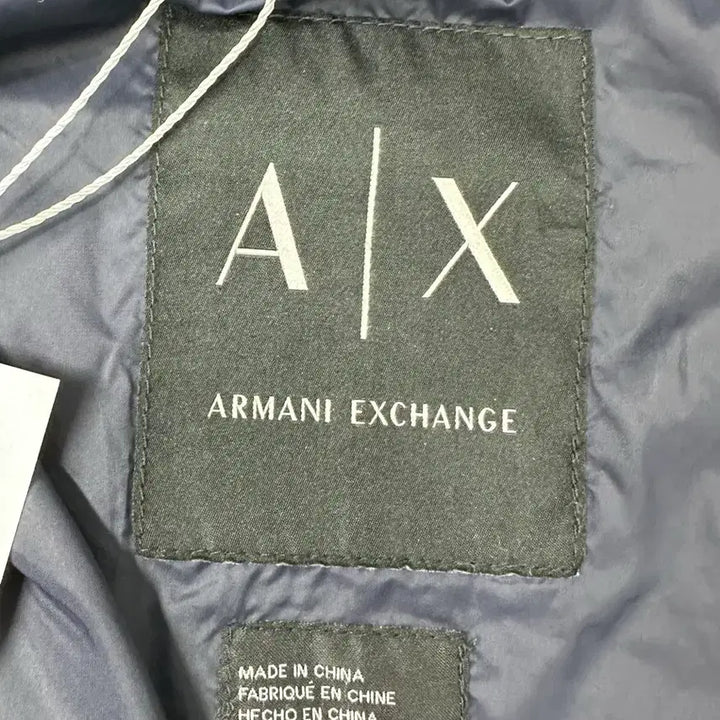 A|X
ARMANI EXCHANGE
MADE IN CHINA
FABRIQUÉ EN CHINE
HECHO EN CHINA